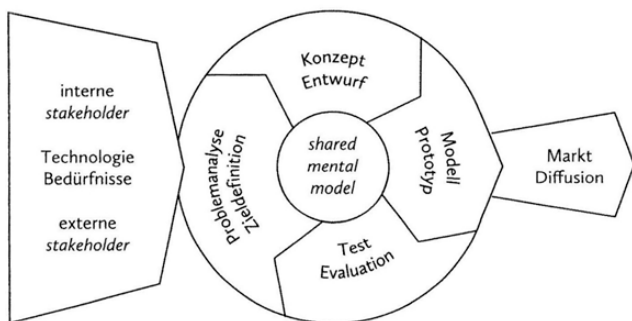 interne
stakeholder
Technologie
Bedürfnisse
externe
stakeholder
Problemanalyse
Zieldefinition
Konzept
Entwurf
shared
mental
model
Modell
Prototyp
Test
Evaluation
Markt
Diffusion